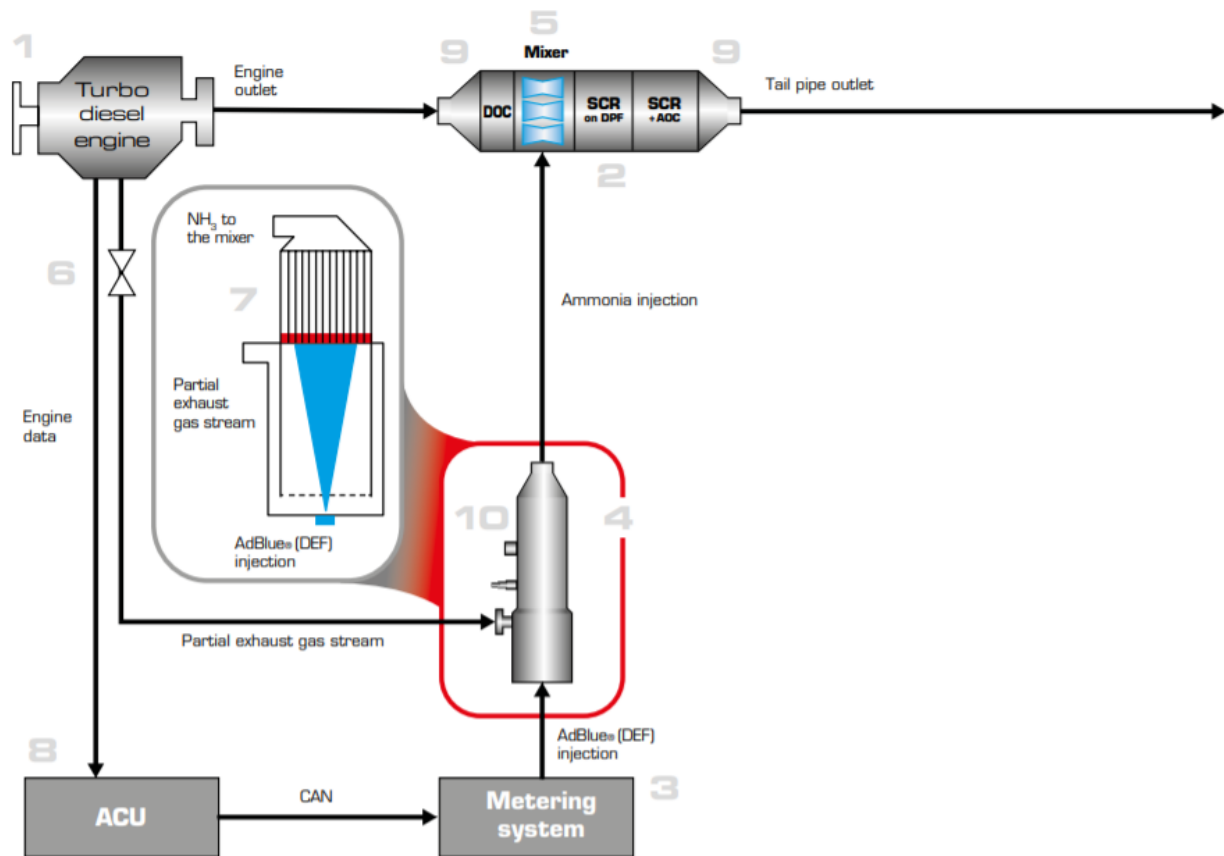 1
Turbo
diesel
engine
Engine
outlet
9
5
Mixer
DOC
SCR
on DPF
SCR
+ AOC
9
Tail pipe outlet
2
6
NH₃ to
the mixer
7
Partial
exhaust
gas stream
AdBlue® (DEF)
injection
Ammonia injection
Engine
data
10
4
Partial exhaust gas stream
AdBlue® (DEF)
injection
8
ACU
CAN
Metering
system
3